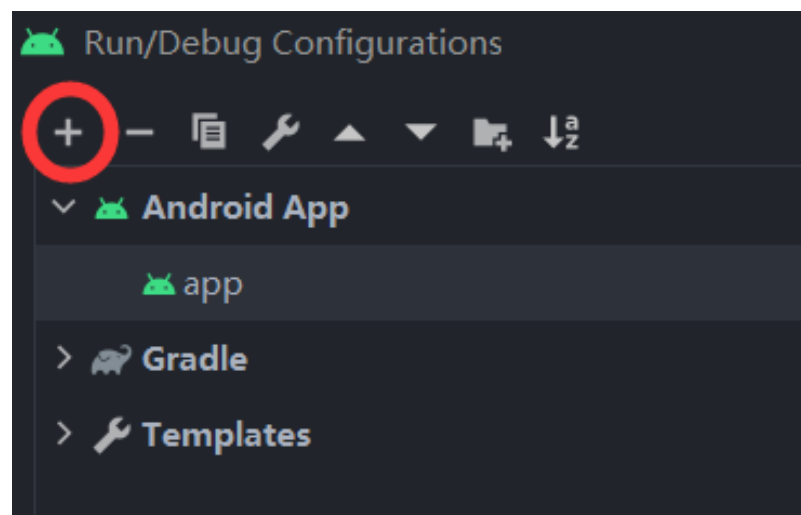 Run/Debug Configurations
Android App
app
Gradle
Templates